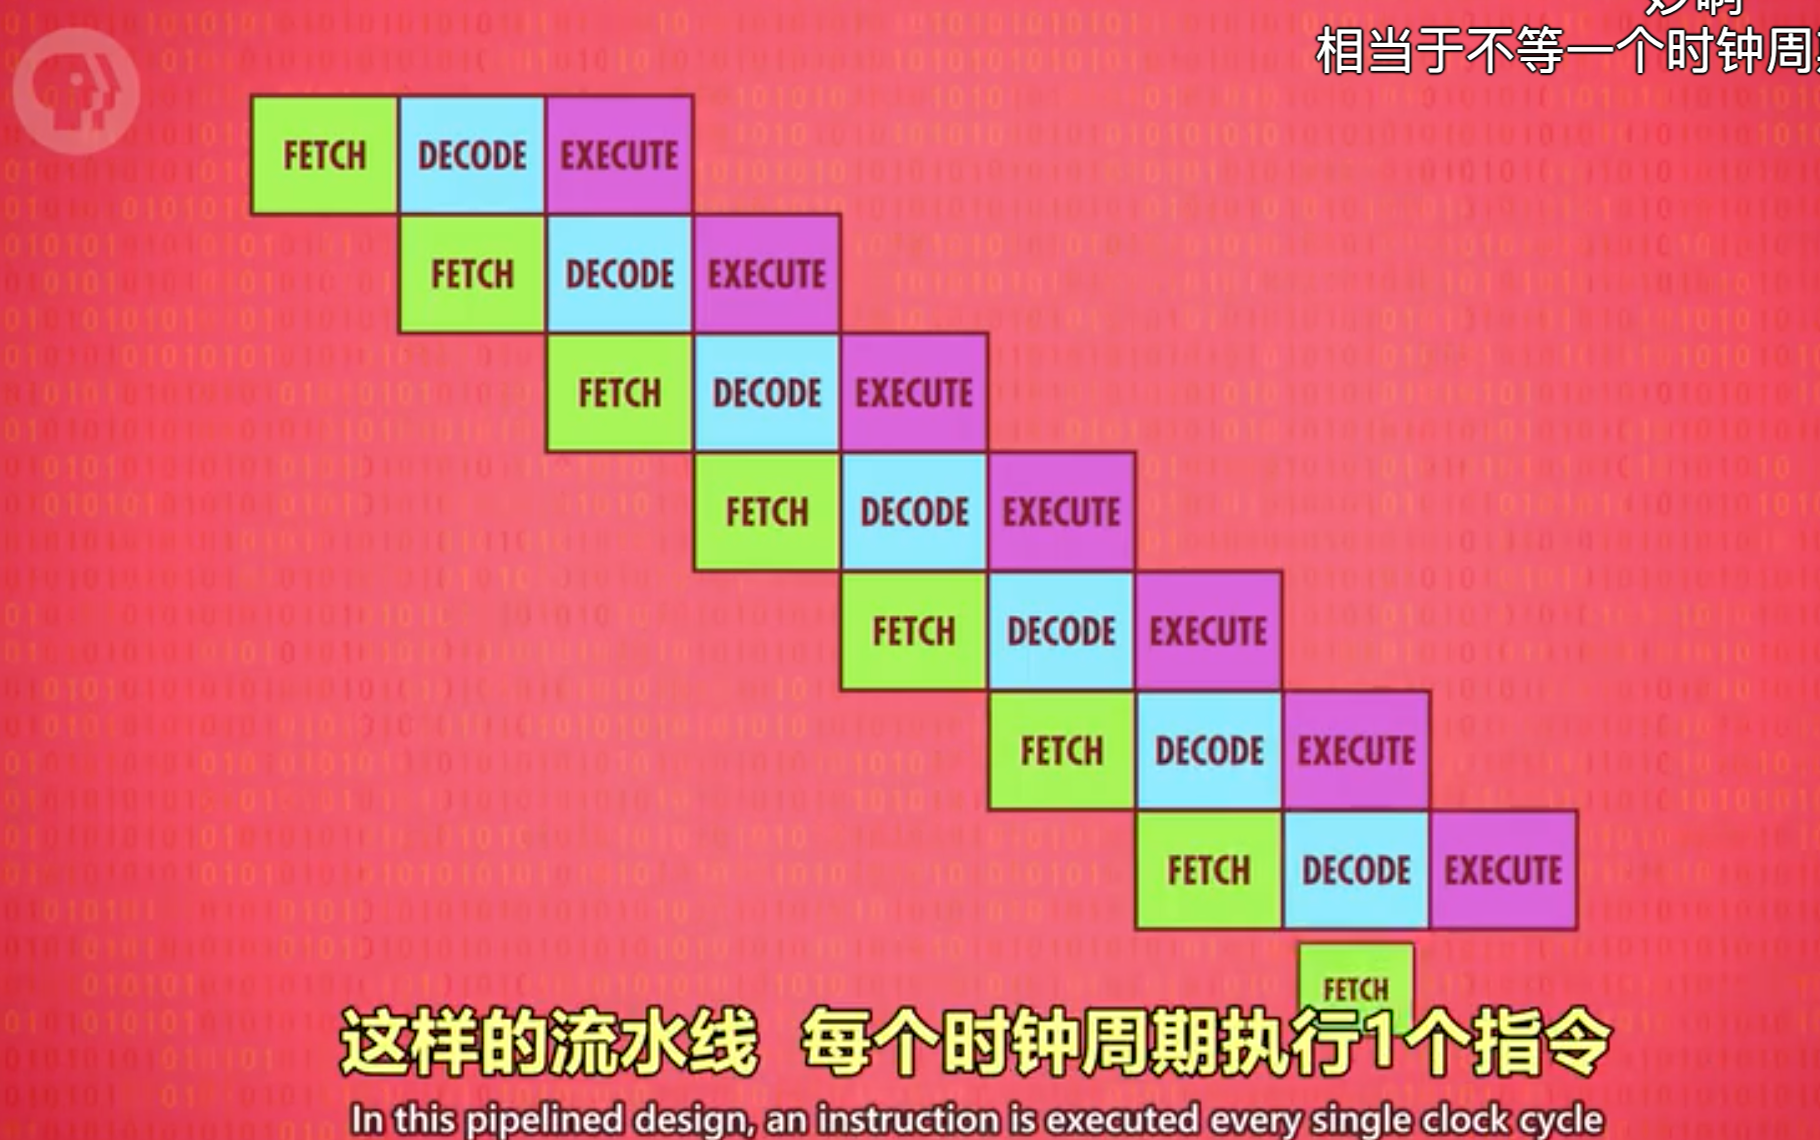 相当于不等一个时钟周
FETCH DECODE EXECUTE
FETCH DECODE EXECUTE
FETCH DECODE EXECUTE
FETCH DECODE EXECUTE
FETCH DECODE EXECUTE
FETCH DECODE EXECUTE
FETCH DECODE EXECUTE
FETCH
这样的流水线 每个时钟周期执行1个指令
In this pipelined design, an instruction is executed every single clock cycle